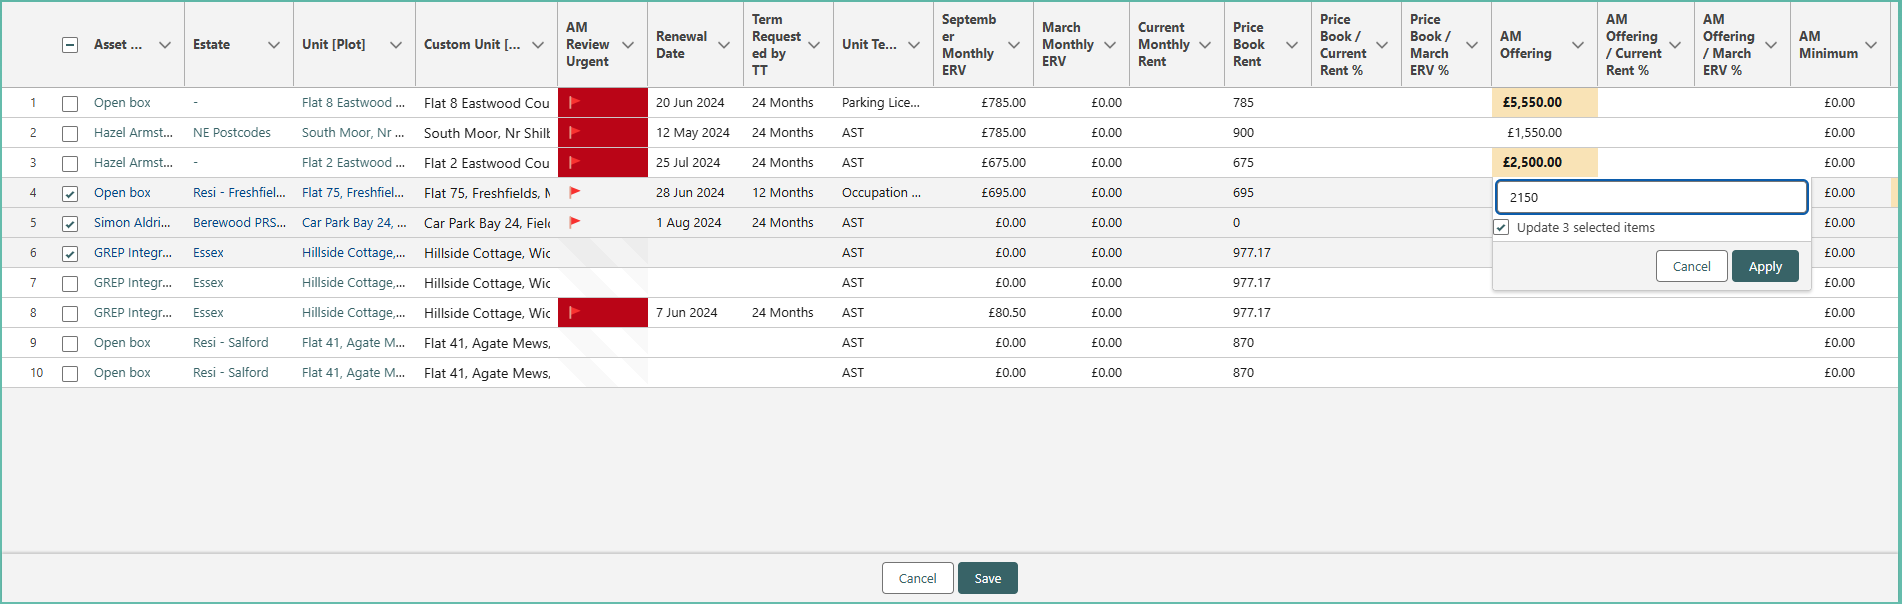 Asset ... Estate Unit [Plot] Custom Unit [... AM Review Urgent Renewal Date Term Request ed by TT Unit Te... Septemb er Monthly ERV March Monthly ERV Current Monthly Rent Price Book Rent Price Book / Current Rent % Price Book / March ERV % AM Offering AM Offering / Current Rent % AM Offering / March ERV % AM Minimum
1 Open box - Flat 8 Eastwood ... Flat 8 Eastwood Cou 20 Jun 2024 24 Months Parking Lice... £785.00 £0.00 785 £5,550.00 £0.00
2 Hazel Armst... NE Postcodes South Moor, Nr ... South Moor, Nr Shilb 12 May 2024 24 Months AST £785.00 £0.00 900 £1,550.00 £0.00
3 Hazel Armst... - Flat 2 Eastwood ... Flat 2 Eastwood Cou 25 Jul 2024 24 Months AST £675.00 £0.00 675 £2,500.00 £0.00
4 Open box Resi - Freshfiel... Flat 75, Freshfiel... Flat 75, Freshfields, M 28 Jun 2024 12 Months Occupation ... £695.00 £0.00 695 2150 £0.00
5 Simon Aldri... Berewood PRS... Car Park Bay 24, ... Car Park Bay 24, Field 1 Aug 2024 24 Months AST £0.00 £0.00 0 Update 3 selected items £0.00
6 GREP Integr... Essex Hillside Cottage,... Hillside Cottage, Wic AST £0.00 £0.00 977.17 £0.00
Cancel Apply
7 GREP Integr... Essex Hillside Cottage,... Hillside Cottage, Wic AST £0.00 £0.00 977.17 £0.00
8 GREP Integr... Essex Hillside Cottage,... Hillside Cottage, Wic 7 Jun 2024 24 Months AST £80.50 £0.00 977.17 £0.00
9 Open box Resi - Salford Flat 41, Agate M... Flat 41, Agate Mews, AST £0.00 £0.00 870 £0.00
10 Open box Resi - Salford Flat 41, Agate M... Flat 41, Agate Mews, AST £0.00 £0.00 870 £0.00
Cancel Save